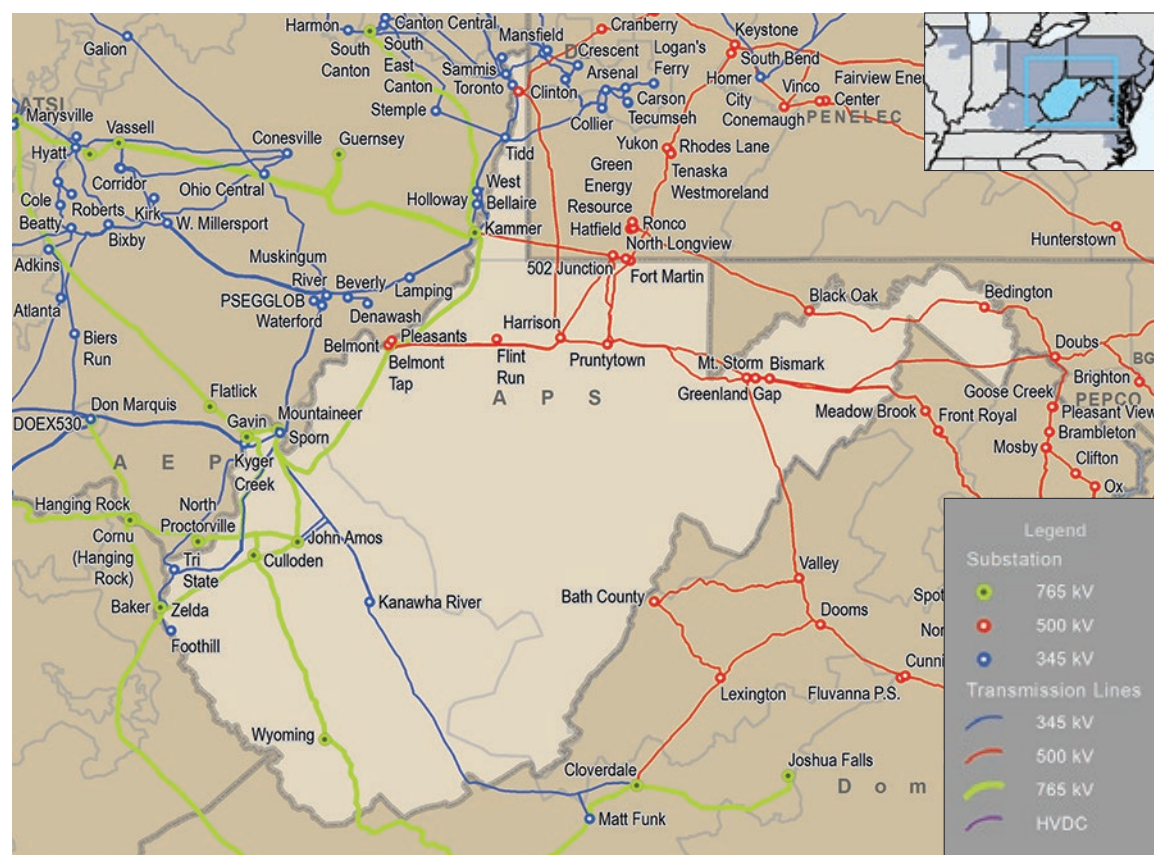 Harmon
Canton Central
South
Canton
South
East
Canton
Galion
Mansfield
Crescent
Logan's
Ferry
Cranberry
Keystone
South Bend
Sammis
Toronto
Arsenal
Homer
City
Vinco
Fairview Ene
Center
Clinton
Carson
Tecumseh
Conemaugh
PENELEC
Stemple
Collier
ATSI
Marysville
Vassell
Conesville
Guernsey
Hyatt
Tidd
Yukon
Rhodes Lane
Tenaska
Westmoreland
Corridor
Ohio Central
West
Bellaire
Green
Energy
Resource
Cole
Roberts
Kirk
W. Millersport
Holloway
Kammer
Hatfield
Ronco
Beatty
Bixby
North Longview
Hunterstown
Adkins
Muskingum
River
Beverly
Lamping
502 Junction
Fort Martin
PSEGGLOB
Waterford
Denawash
Black Oak
Bedington
Atlanta
Biers
Run
Belmont
Pleasants
Belmont
Tap
Harrison
Flint
Run
Pruntytown
Mt. Storm
Bismark
Doubs
BG
Greenland Gap
Brighton
PEPCO
A P S
Flatlick
Goose Creek
Don Marquis
Meadow Brook
Front Royal
Pleasant View
DOEX530
Gavin
Mountaineer
Sporn
Brambleton
Mosby
Clifton
A E P
Kyger
Creek
Ox
Hanging Rock
North
Proctorville
Cornu
(Hanging
Rock)
John Amos
Tri
State
Culloden
Valley
Baker
Zelda
Kanawha River
Bath County
Dooms
Spot
Nor
Foothill
Lexington
Fluvanna P.S.
Cunni
Wyoming
Cloverdale
Joshua Falls
D o m
Matt Funk
Legend
Substation
765 kV
500 kV
345 kV
Transmission Lines
345 kV
500 kV
765 kV
HVDC